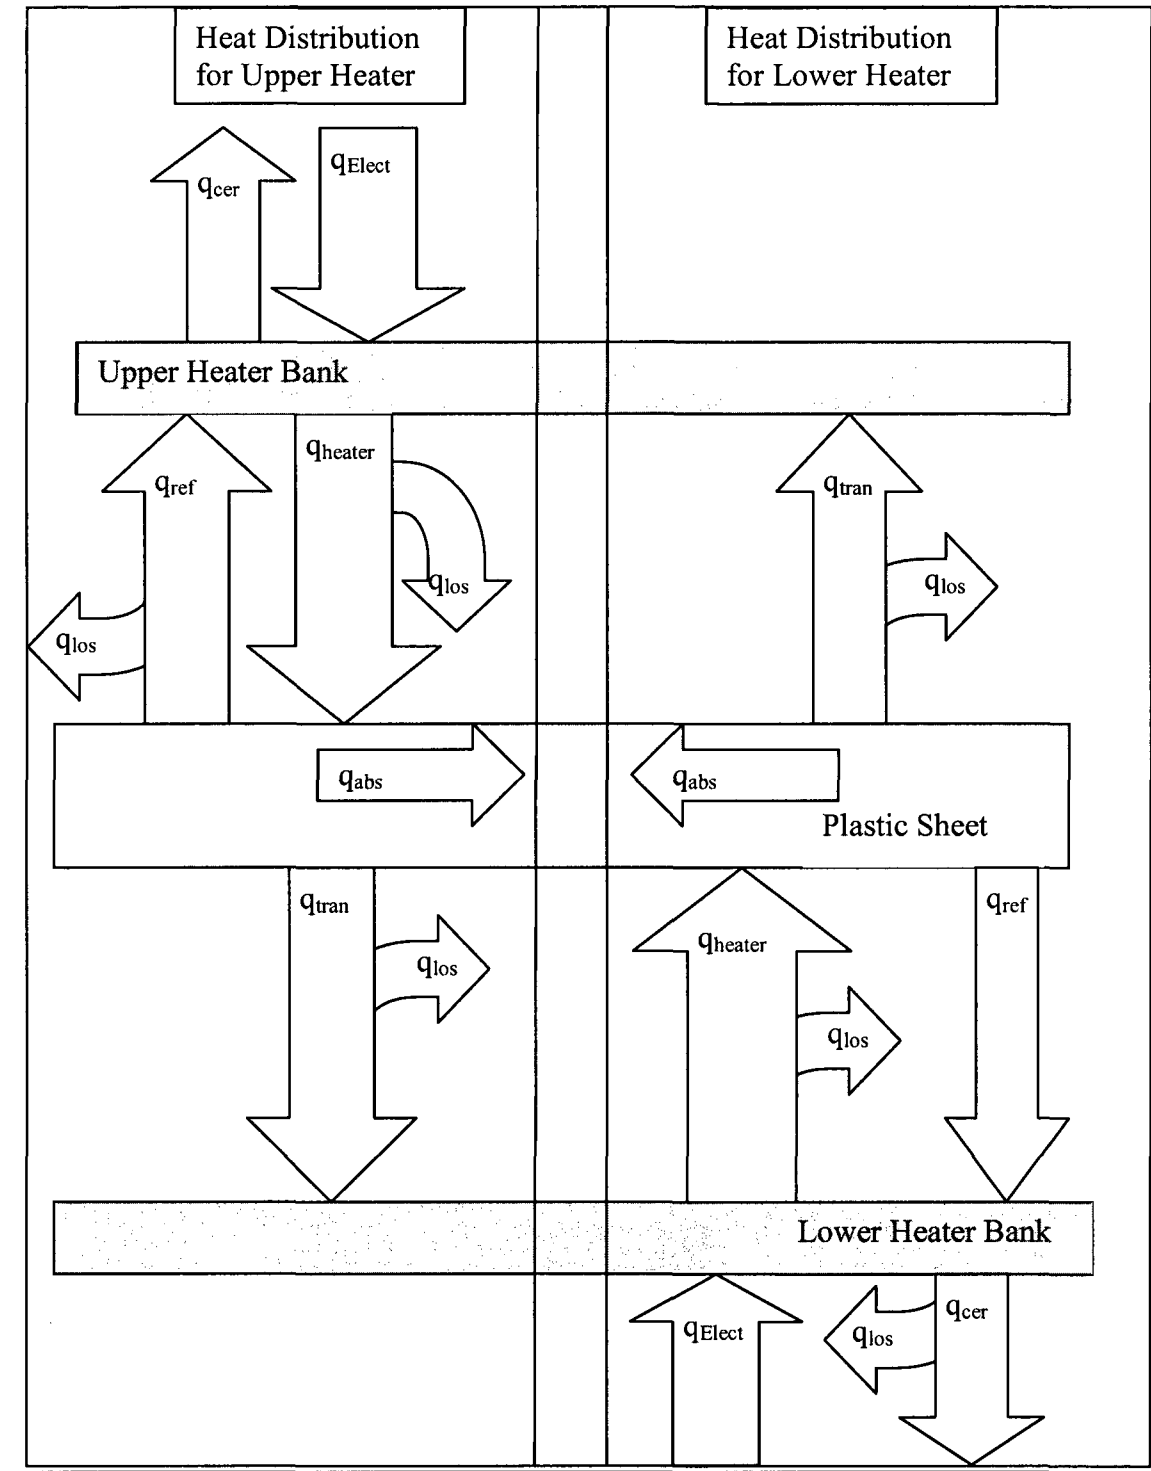 Heat Distribution
for Upper Heater
Heat Distribution
for Lower Heater
qElect
qcer
Upper Heater Bank
qheater
qref
qtran
qlos
qlos
qlos
qabs
qabs
Plastic Sheet
qtran
qref
qheater
qlos
qlos
Lower Heater Bank
qcer
qElect
qlos